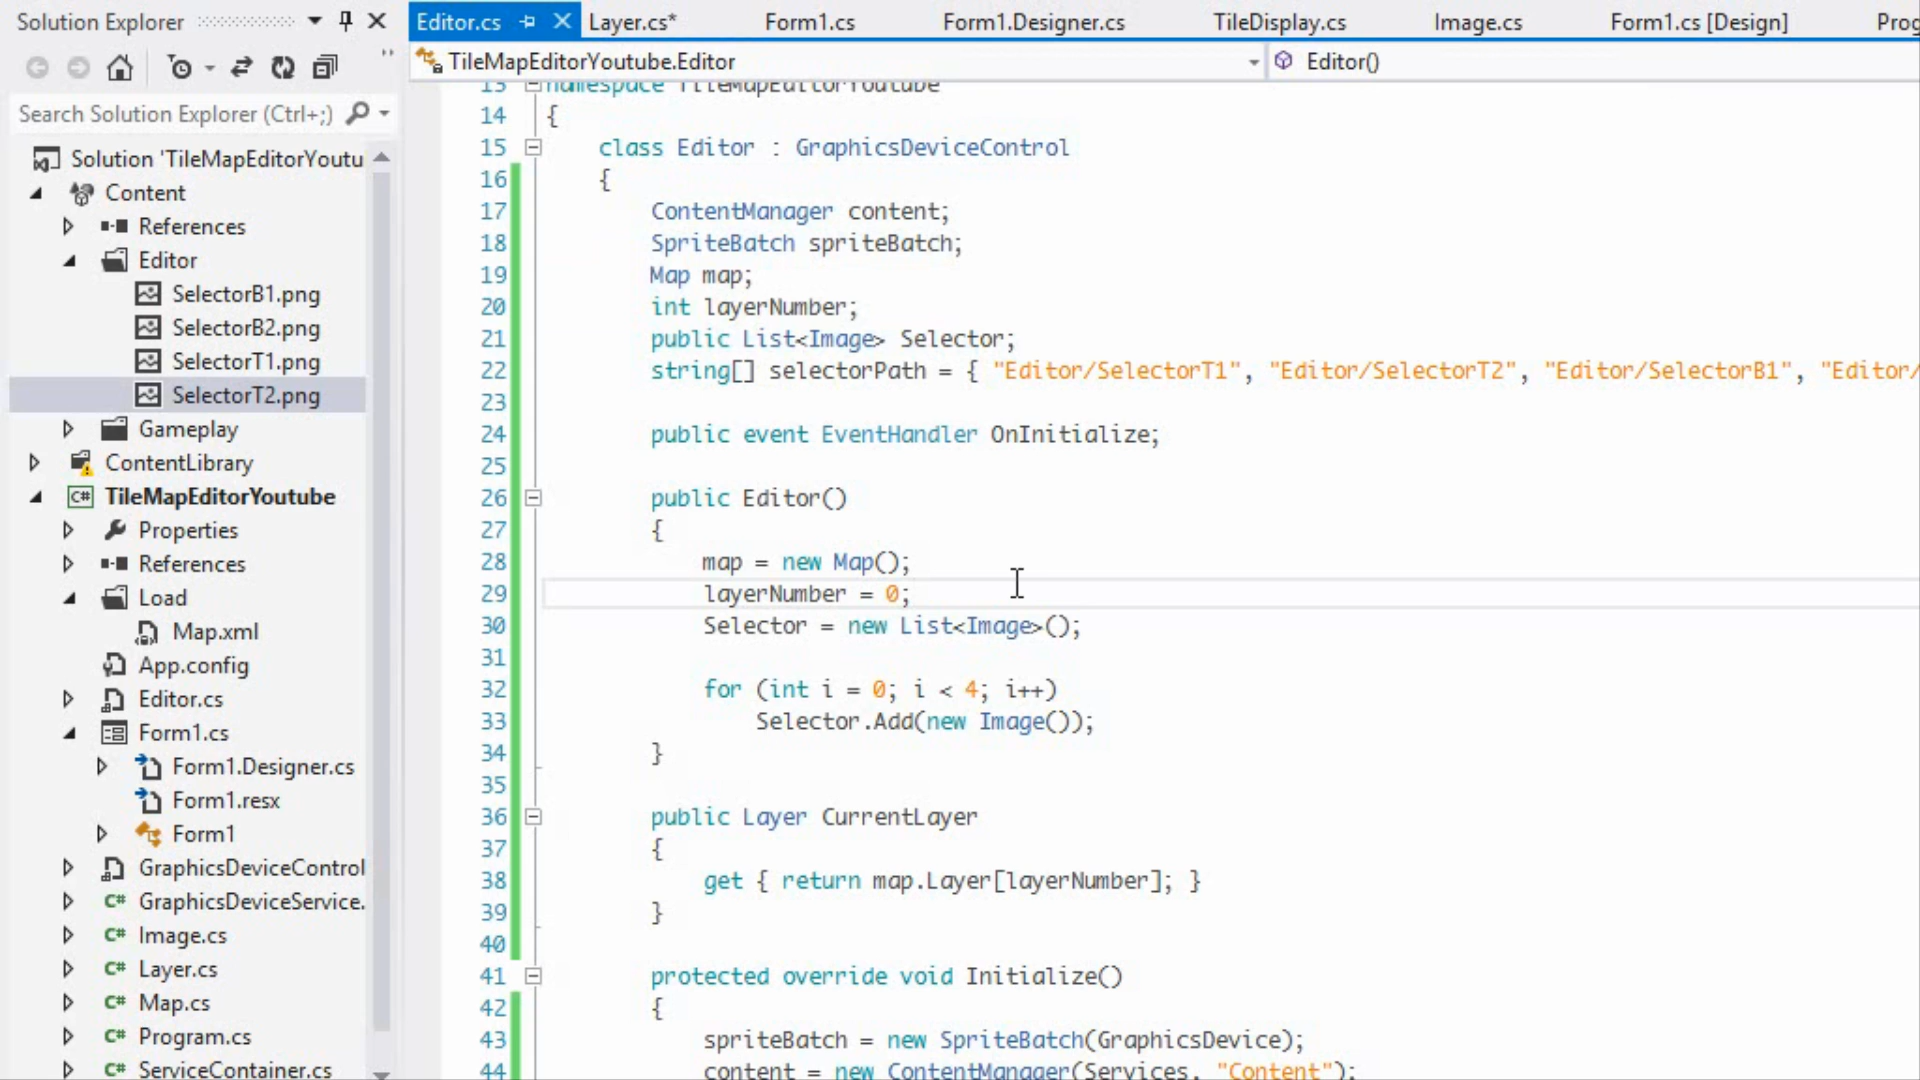 Solution Explorer
Search Solution Explorer (Ctrl+;)
Solution 'TileMapEditorYoutu
Content
References
Editor
SelectorB1.png
SelectorB2.png
SelectorT1.png
SelectorT2.png
Gameplay
ContentLibrary
TileMapEditorYoutube
Properties
References
Load
Map.xml
App.config
Editor.cs
Form1.cs
Form1.Designer.cs
Form1.resx
Form1
GraphicsDeviceControl
GraphicsDeviceService.
Image.cs
Layer.cs
Map.cs
Program.cs
ServiceContainer.cs
Editor.cs Layer.cs* Form1.cs Form1.Designer.cs TileDisplay.cs Image.cs Form1.cs [Design] Prog
TileMapEditorYoutube.Editor Editor()
13 namespace TileMapEditorYoutube
14 {
15 class Editor : GraphicsDeviceControl
16 {
17 ContentManager content;
18 SpriteBatch spriteBatch;
19 Map map;
20 int layerNumber;
21 public List<Image> Selector;
22 string[] selectorPath = { "Editor/SelectorT1", "Editor/SelectorT2", "Editor/SelectorB1", "Editor/
23
24 public event EventHandler OnInitialize;
25
26 public Editor()
27 {
28 map = new Map();
29 layerNumber = 0;
30 Selector = new List<Image>();
31
32 for (int i = 0; i < 4; i++)
33 Selector.Add(new Image());
34 }
35
36 public Layer CurrentLayer
37 {
38 get { return map.Layer[layerNumber]; }
39 }
40
41 protected override void Initialize()
42 {
43 spriteBatch = new SpriteBatch(GraphicsDevice);
44 content = new ContentManager(Services, "Content");